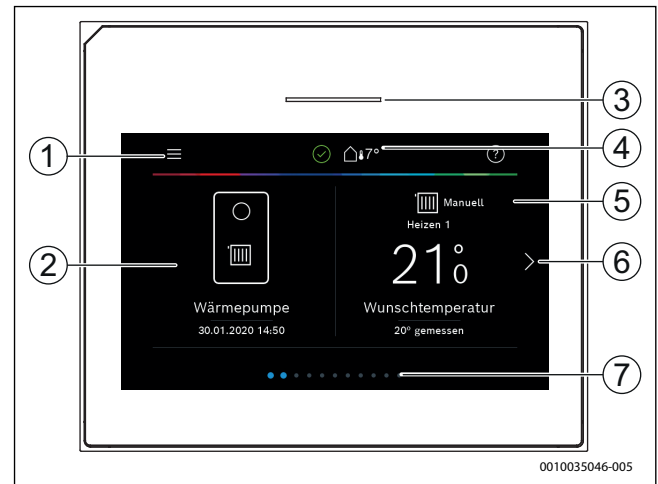 3
1
7°
?
4
Manuell
5
Heizen 1
2
21°0
6
Wärmepumpe
Wunschtemperatur
30.01.2020 14:50
20° gemessen
7
0010035046-005